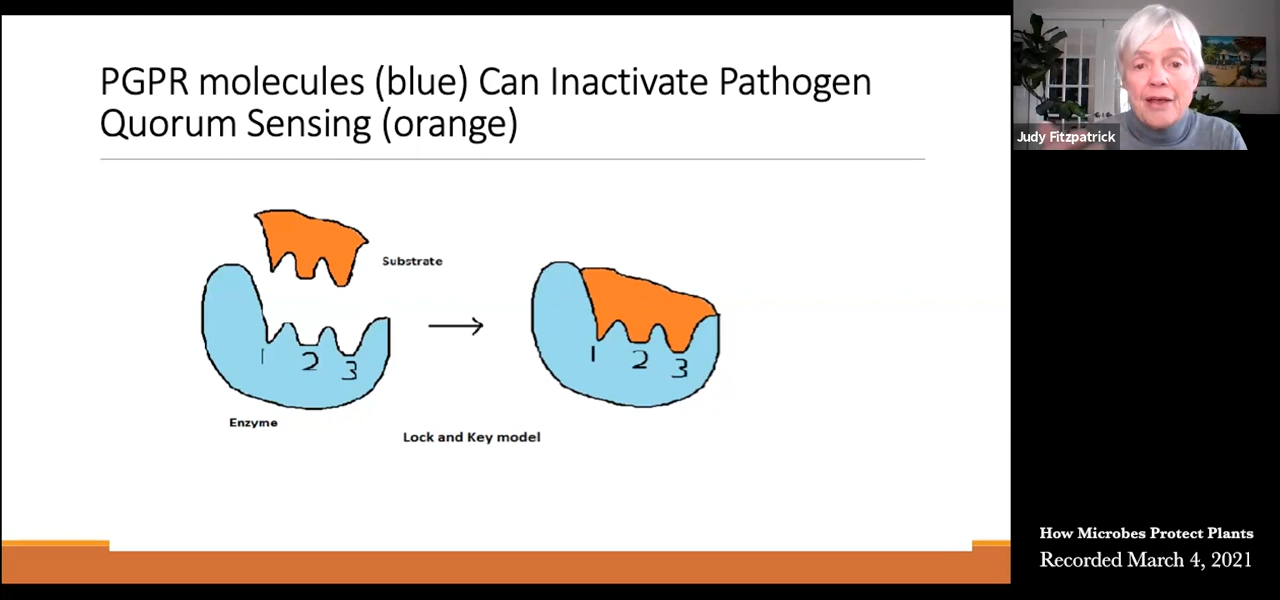 PGPR molecules (blue) Can Inactivate Pathogen
Quorum Sensing (orange)
Judy Fitzpatrick
Substrate
1 2 3
1 2 3
Enzyme
Lock and Key model
How Microbes Protect Plants
Recorded March 4, 2021